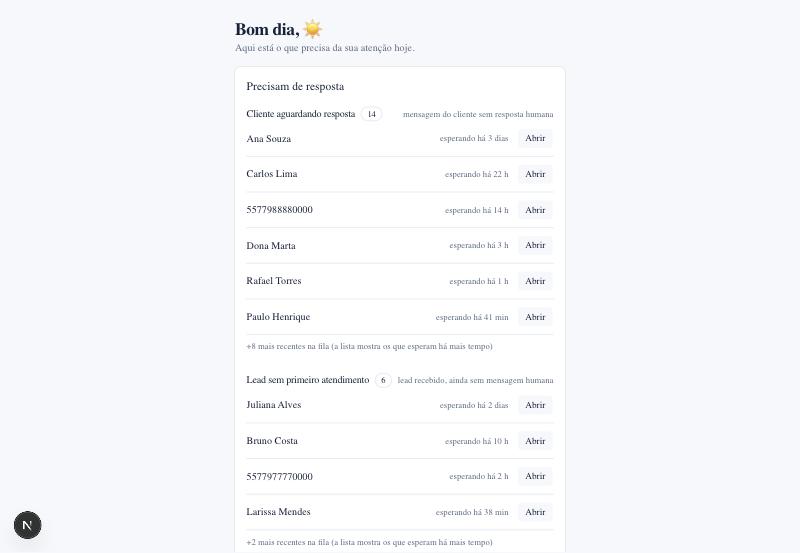 Bom dia, ☀️
Aqui está o que precisa da sua atenção hoje.
Precisam de resposta
Cliente aguardando resposta 14 mensagem do cliente sem resposta humana
Ana Souza esperando há 3 dias Abrir
Carlos Lima esperando há 22 h Abrir
5577988880000 esperando há 14 h Abrir
Dona Marta esperando há 3 h Abrir
Rafael Torres esperando há 1 h Abrir
Paulo Henrique esperando há 41 min Abrir
+8 mais recentes na fila (a lista mostra os que esperam há mais tempo)
Lead sem primeiro atendimento 6 lead recebido, ainda sem mensagem humana
Juliana Alves esperando há 2 dias Abrir
Bruno Costa esperando há 10 h Abrir
5577977770000 esperando há 2 h Abrir
Larissa Mendes esperando há 38 min Abrir
+2 mais recentes na fila (a lista mostra os que esperam há mais tempo)
N